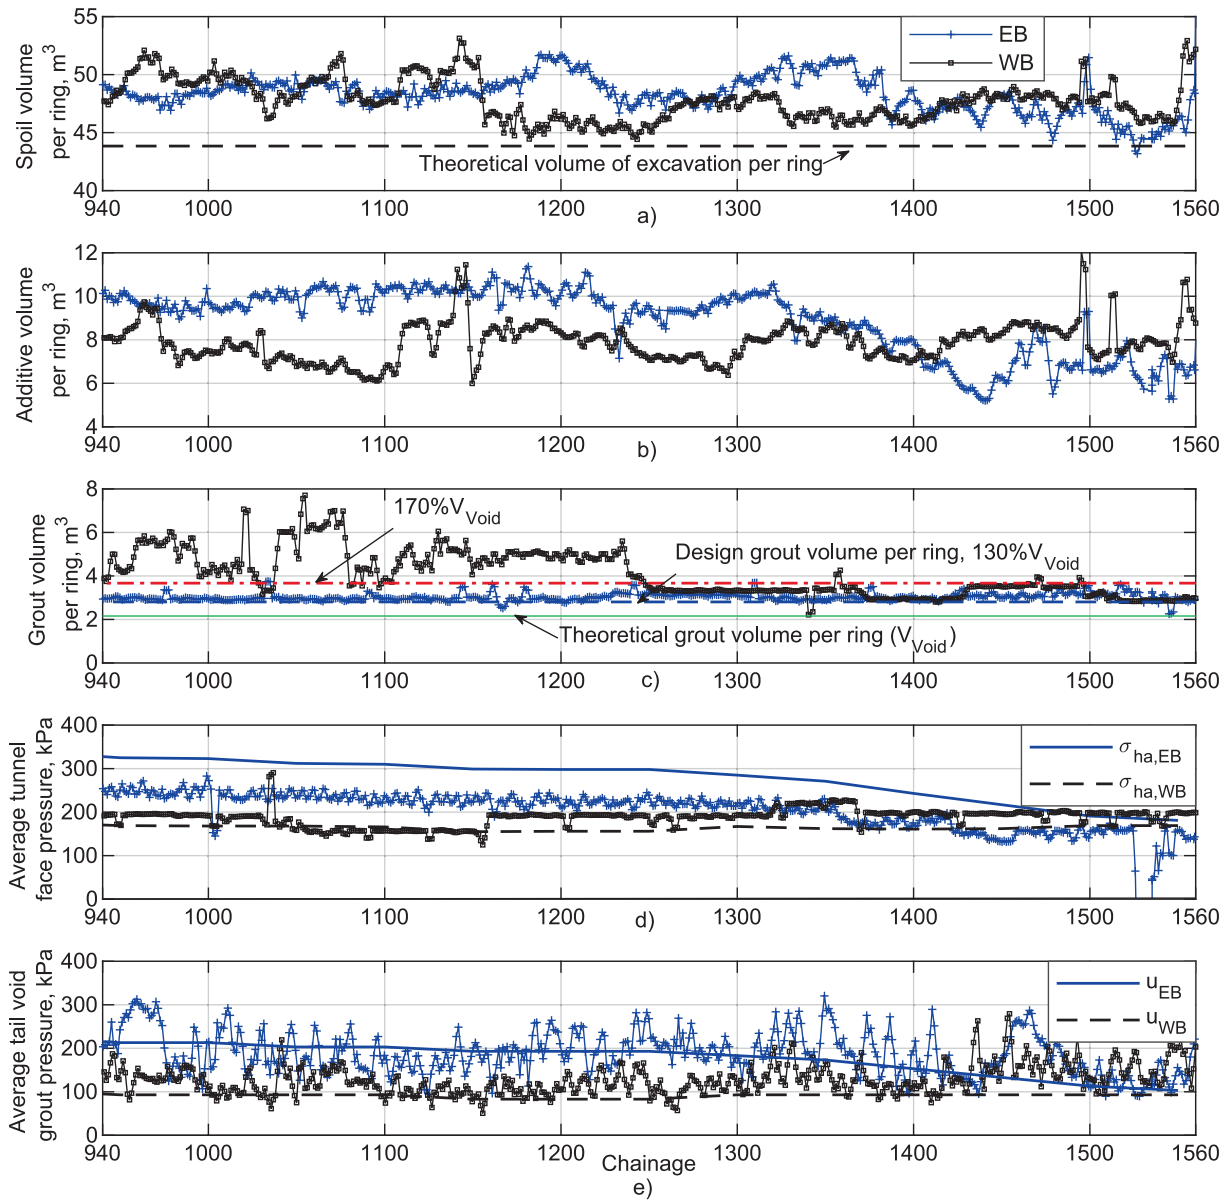 Spoil volume
per ring, m3
55
50
45
40
EB
WB
Theoretical volume of excavation per ring
940 1000 1100 1200 1300 1400 1500 1560
a)
Additive volume
per ring, m3
12
10
8
6
4
940 1000 1100 1200 1300 1400 1500 1560
b)
Grout volume
per ring, m3
8
6
4
2
0
170%VVoid
Design grout volume per ring, 130%VVoid
Theoretical grout volume per ring (VVoid)
940 1000 1100 1200 1300 1400 1500 1560
c)
Average tunnel
face pressure, kPa
400
300
200
100
0
σha,EB
σha,WB
940 1000 1100 1200 1300 1400 1500 1560
d)
Average tail void
grout pressure, kPa
400
300
200
100
0
uEB
uWB
940 1000 1100 1200 1300 1400 1500 1560
Chainage
e)